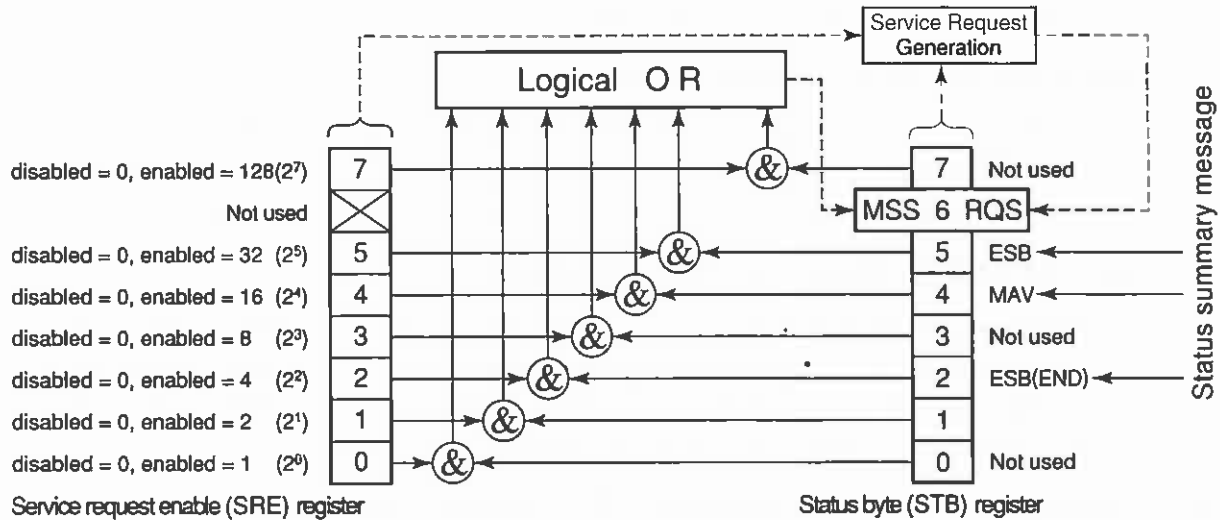 Service Request
Generation
Logical OR
Status summary message
disabled = 0, enabled = 128(2⁷) 7 & 7 Not used
Not used MSS 6 RQS
disabled = 0, enabled = 32 (2⁵) 5 & 5 ESB
disabled = 0, enabled = 16 (2⁴) 4 & 4 MAV
disabled = 0, enabled = 8 (2³) 3 & 3 Not used
disabled = 0, enabled = 4 (2²) 2 & 2 ESB(END)
disabled = 0, enabled = 2 (2¹) 1 & 1
disabled = 0, enabled = 1 (2⁰) 0 & 0 Not used
Service request enable (SRE) register Status byte (STB) register